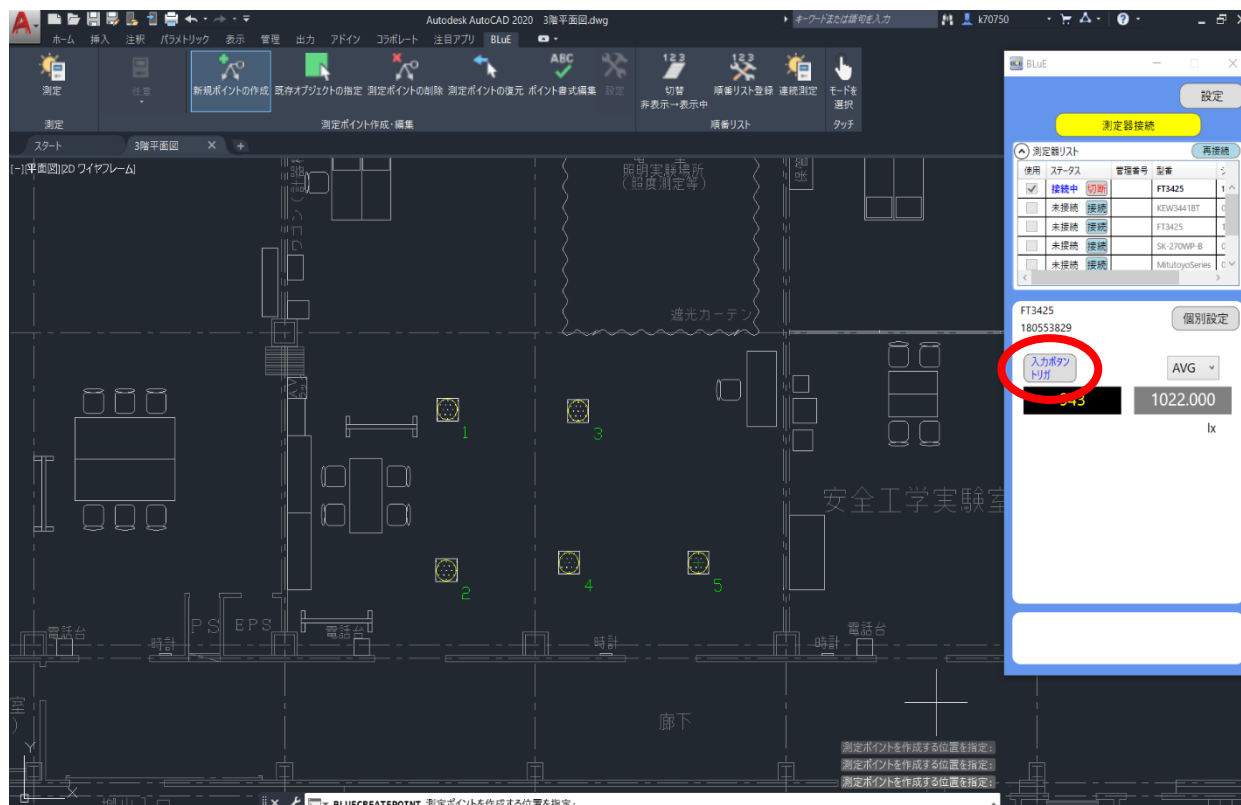 Autodesk AutoCAD 2020 3階平面図.dwg
キーワードまたは語句を入力
k70750
ホーム 挿入 注釈 パラメトリック 表示 管理 出力 アドイン コラボレート 注目アプリ BLuE
測定
任意
新規ポイントの作成 既存オブジェクトの指定 測定ポイントの削除 測定ポイントの復元 ポイント書式編集 設定
ABC
123
切替
非表示→表示中
123
順番リスト登録 連続測定
モードを
選択
測定 測定ポイント作成・編集 順番リスト タッチ
スタート 3階平面図 × +
[−][平面図][2D ワイヤフレーム]
照明実験場所
(照度測定等)
遮光カーテン
1
3
2
4
5
安全工学実験室
PS EPS
電話台
時計
電話台
時計
時計
電話台
廊下
Y
X
測定ポイントを作成する位置を指定:
測定ポイントを作成する位置を指定:
測定ポイントを作成する位置を指定:
BLUECREATEPOINT 測定ポイントを作成する位置を指定:
BLuE
設定
測定器接続
測定器リスト 再接続
使用 ステータス 管理番号 型番
接続中 切断 FT3425
未接続 接続 KEW3441BT
未接続 接続 FT3425
未接続 接続 SK-270WP-B
未接続 接続 MitutoyoSeries
FT3425
180553829
個別設定
入力ボタン
トリガ
AVG
943 1022.000
lx